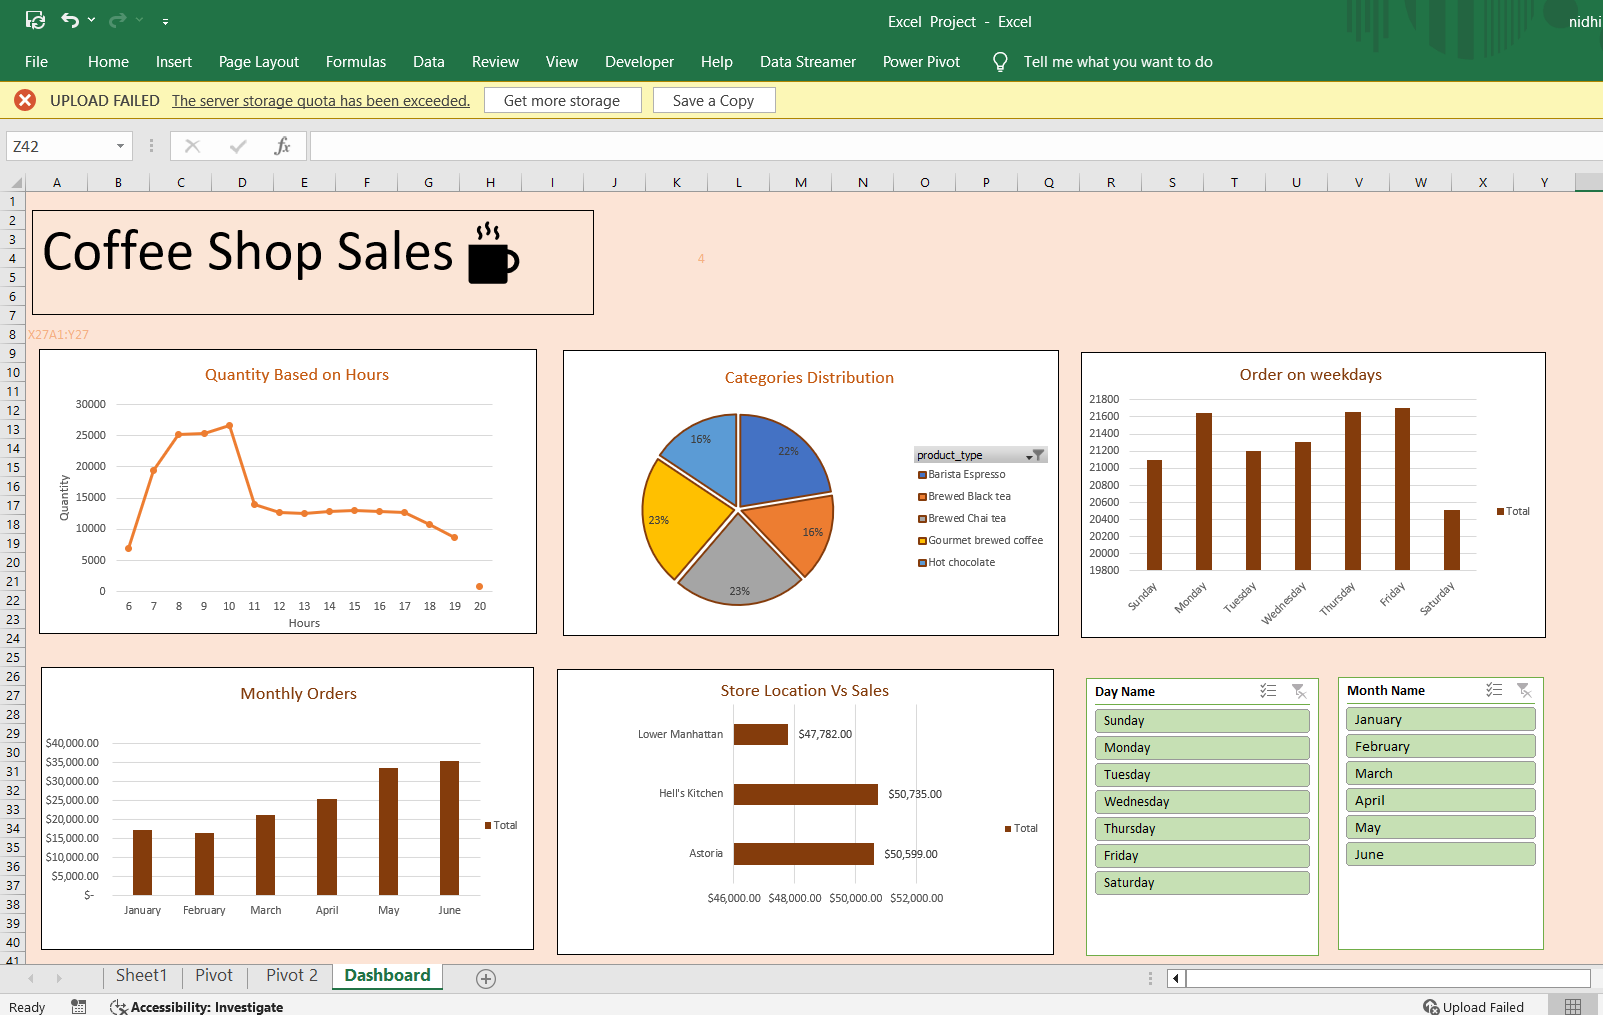 Excel Project - Excel
nidhi
File Home Insert Page Layout Formulas Data Review View Developer Help Data Streamer Power Pivot Tell me what you want to do
UPLOAD FAILED The server storage quota has been exceeded. Get more storage Save a Copy
Z42 fx
A B C D E F G H I J K L M N O P Q R S T U V W X Y
1
2
3
4
5
6
7
8
9
10
11
12
13
14
15
16
17
18
19
20
21
22
23
24
25
26
27
28
29
30
31
32
33
34
35
36
37
38
39
40
41
Coffee Shop Sales
4
X27A1:Y27
Quantity Based on Hours
30000
25000
20000
15000
10000
5000
0
Quantity
6 7 8 9 10 11 12 13 14 15 16 17 18 19 20
Hours
Categories Distribution
16%
22%
23%
16%
23%
product_type
Barista Espresso
Brewed Black tea
Brewed Chai tea
Gourmet brewed coffee
Hot chocolate
Order on weekdays
21800
21600
21400
21200
21000
20800
20600
20400
20200
20000
19800
Total
Sunday Monday Tuesday Wednesday Thursday Friday Saturday
Monthly Orders
$40,000.00
$35,000.00
$30,000.00
$25,000.00
$20,000.00
$15,000.00
$10,000.00
$5,000.00
$-
Total
January February March April May June
Store Location Vs Sales
Lower Manhattan $47,782.00
Hell's Kitchen $50,735.00
Astoria $50,599.00
Total
$46,000.00 $48,000.00 $50,000.00 $52,000.00
Day Name
Sunday
Monday
Tuesday
Wednesday
Thursday
Friday
Saturday
Month Name
January
February
March
April
May
June
Sheet1 Pivot Pivot 2 Dashboard
Ready Accessibility: Investigate Upload Failed